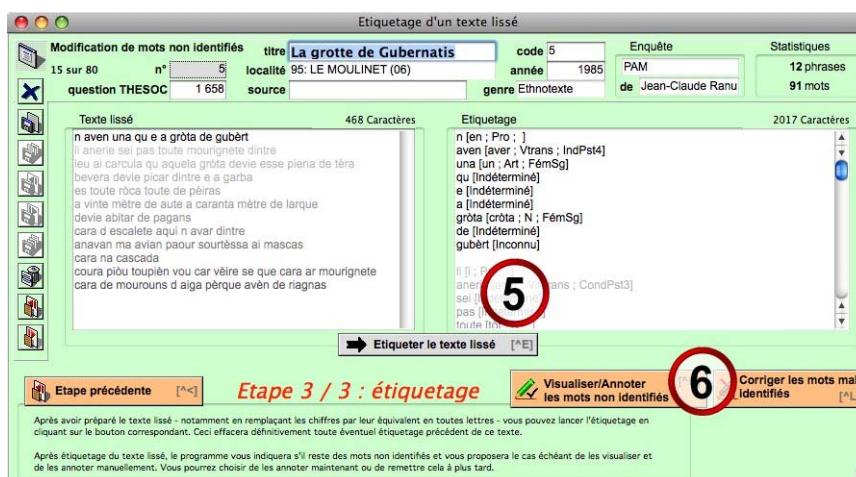 Etiquetage d'un texte lissé
Modification de mots non identifiés
titre La grotte de Gubernatis
code 5
Enquête
Statistiques
15 sur 80 n° 5
localité 95: LE MOULINET (06)
année 1985
PAM
12 phrases
question THESOC 1 658
source
genre Ethnotexte
de Jean-Claude Ranu
91 mots
Texte lissé 468 Caractères
n aven una qu e a gròta de gubèrt
li anerie sei pas toute mourignete dintre
ieu ai carcula qu aquela gròta devie esse piena de tèra
bevera devie picar dintre e a garba
es toute ròca toute de pèiras
a vinte mètre de aute a caranta mètre de larque
devie abitar de pagans
cara d escalete aqui n avar dintre
anavan ma avian paour sourtèssa ai mascas
cara na cascada
coura piòu toupièn vou car vèire se que cara ar mourignete
cara de mourouns d aiga pèrque avèn de riagnas
Etiquetage 2017 Caractères
n [en ; Pro ; ]
aven [aver ; Vtrans ; IndPst4]
una [un ; Art ; FémSg]
qu [Indéterminé]
e [Indéterminé]
a [Indéterminé]
gròta [cròta ; N ; FémSg]
de [Indéterminé]
gubèrt [Inconnu]
li [i ;
ans ; CondPst3]
sei
pas
toute
5
Etiqueter le texte lissé [^E]
Etape précédente [^<]
Etape 3 / 3 : étiquetage
Visualiser/Annoter
les mots non identifiés
6
Corriger les mots mal
identifiés [^L
Après avoir préparé le texte lissé - notamment en remplaçant les chiffres par leur équivalent en toutes lettres - vous pouvez lancer l'étiquetage en
cliquant sur le bouton correspondant. Ceci effacera définitivement toute éventuel étiquetage précédent de ce texte.
Après étiquetage du texte lissé, le programme vous indiquera s'il reste des mots non identifiés et vous proposera le cas échéant de les visualiser et
de les annoter manuellement. Vous pourrez choisir de les annoter maintenant ou de remettre cela à plus tard.